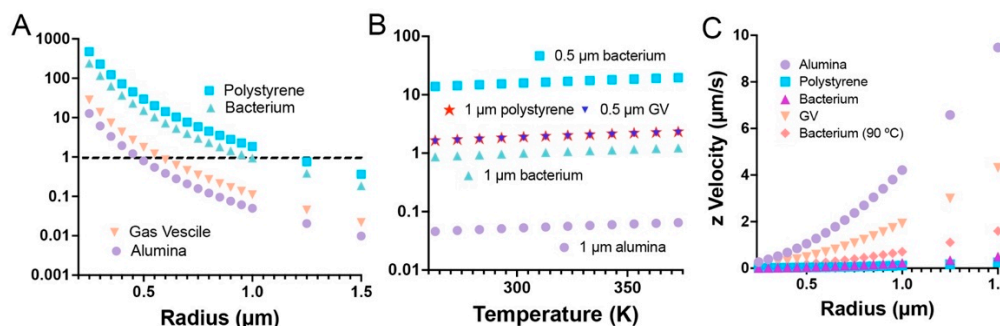 A
1000
100
10
1
0.1
0.01
0.001
Polystyrene
Bacterium
Gas Vescile
Alumina
0.5
1.0
1.5
Radius (μm)
B
100
10
1.0
0.1
0.01
0.5 μm bacterium
1 μm polystyrene
0.5 μm GV
1 μm bacterium
1 μm alumina
300
350
Temperature (K)
C
z Velocity (μm/s)
10
8
6
4
2
0
Alumina
Polystyrene
Bacterium
GV
Bacterium (90 ºC)
0.5
1.0
Radius (μm)